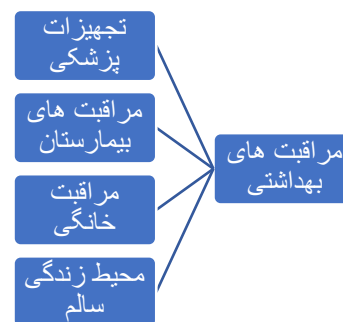 مراقبت های
بهداشتی
تجهیزات
پزشکی
مراقبت های
بیمارستان
مراقبت
خانگی
محیط زندگی
سالم